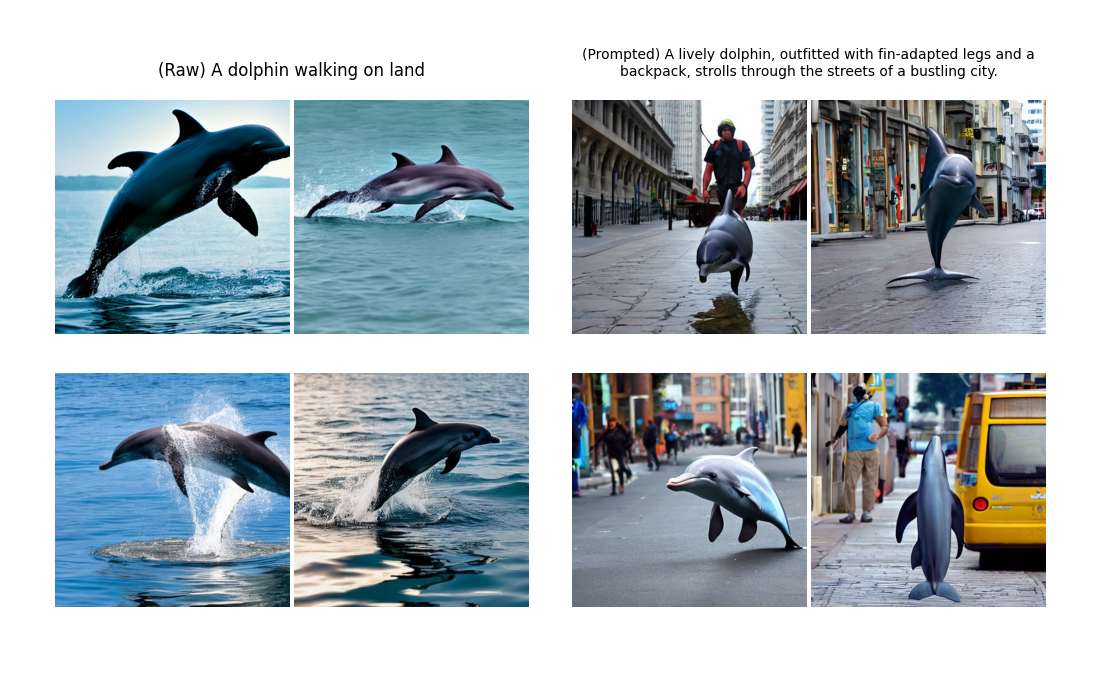 (Raw) A dolphin walking on land
(Prompted) A lively dolphin, outfitted with fin-adapted legs and a
backpack, strolls through the streets of a bustling city.